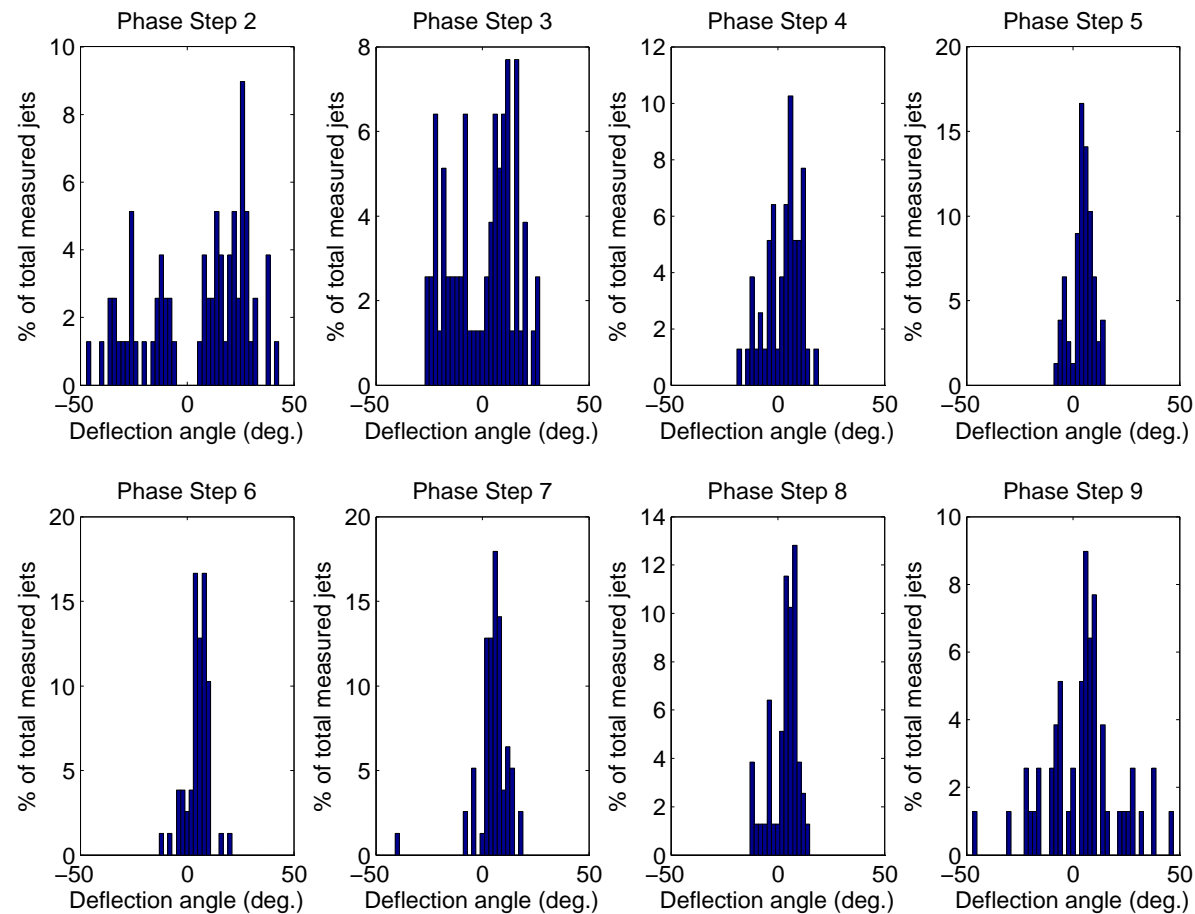 Phase Step 2
% of total measured jets
10
8
6
4
2
0
−50 0 50
Deflection angle (deg.)
Phase Step 3
% of total measured jets
8
6
4
2
0
−50 0 50
Deflection angle (deg.)
Phase Step 4
% of total measured jets
12
10
8
6
4
2
0
−50 0 50
Deflection angle (deg.)
Phase Step 5
% of total measured jets
20
15
10
5
0
−50 0 50
Deflection angle (deg.)
Phase Step 6
% of total measured jets
20
15
10
5
0
−50 0 50
Deflection angle (deg.)
Phase Step 7
% of total measured jets
20
15
10
5
0
−50 0 50
Deflection angle (deg.)
Phase Step 8
% of total measured jets
14
12
10
8
6
4
2
0
−50 0 50
Deflection angle (deg.)
Phase Step 9
% of total measured jets
10
8
6
4
2
0
−50 0 50
Deflection angle (deg.)